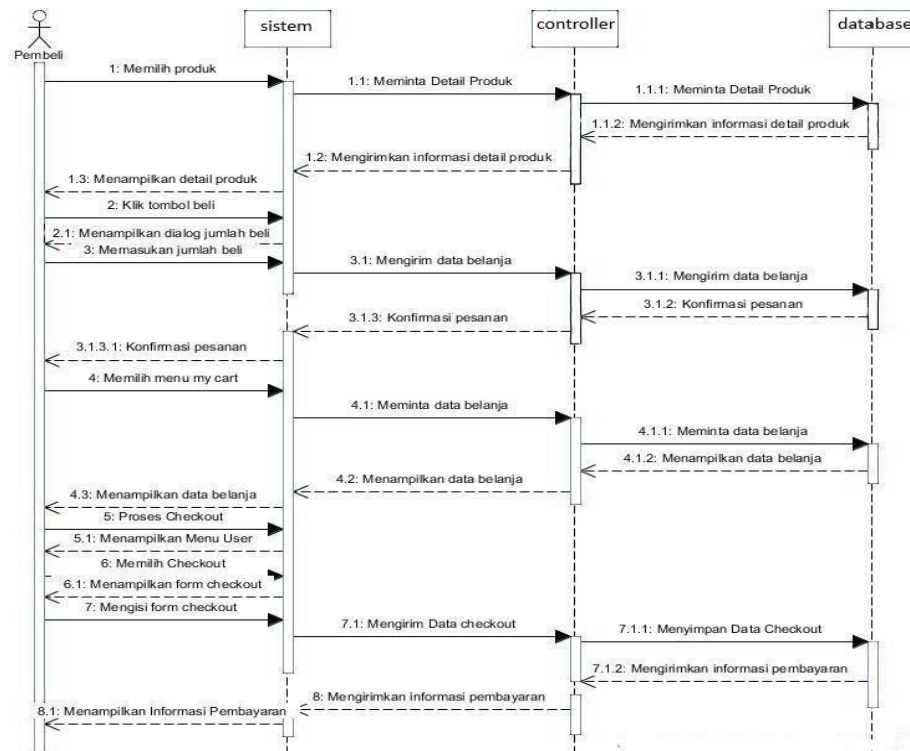 sistem
controller
database
Pembeli
1: Memilih produk
1.1: Meminta Detail Produk
1.1.1: Meminta Detail Produk
1.1.2: Mengirimkan informasi detail produk
1.2: Mengirimkan informasi detail produk
1.3: Menampilkan detail produk
2: Klik tombol beli
2.1: Menampilkan dialog jumlah beli
3: Memasukan jumlah beli
3.1: Mengirim data belanja
3.1.1: Mengirim data belanja
3.1.2: Konfirmasi pesanan
3.1.3: Konfirmasi pesanan
3.1.3.1: Konfirmasi pesanan
4: Memilih menu my cart
4.1: Meminta data belanja
4.1.1: Meminta data belanja
4.1.2: Menampilkan data belanja
4.2: Menampilkan data belanja
4.3: Menampilkan data belanja
5: Proses Checkout
5.1: Menampilkan Menu User
6: Memilih Checkout
6.1: Menampilkan form checkout
7: Mengisi form checkout
7.1: Mengirim Data checkout
7.1.1: Menyimpan Data Checkout
7.1.2: Mengirimkan informasi pembayaran
8: Mengirimkan informasi pembayaran
8.1: Menampilkan Informasi Pembayaran